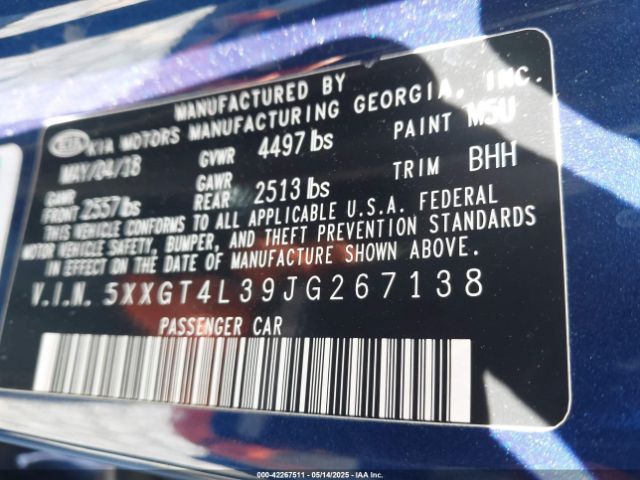 MANUFACTURED BY
KIA KIA MOTORS MANUFACTURING GEORGIA, INC.
MAY/04/18 GVWR 4497 lbs PAINT M5U
GAWR FRONT 2557 lbs GAWR REAR 2513 lbs TRIM BHH
THIS VEHICLE CONFORMS TO ALL APPLICABLE U.S.A. FEDERAL
MOTOR VEHICLE SAFETY, BUMPER, AND THEFT PREVENTION STANDARDS
IN EFFECT ON THE DATE OF MANUFACTURE SHOWN ABOVE.
V.I.N. 5XXGT4L39JG267138
PASSENGER CAR
000-42267511 - 05/14/2025 - © IAA, Inc.